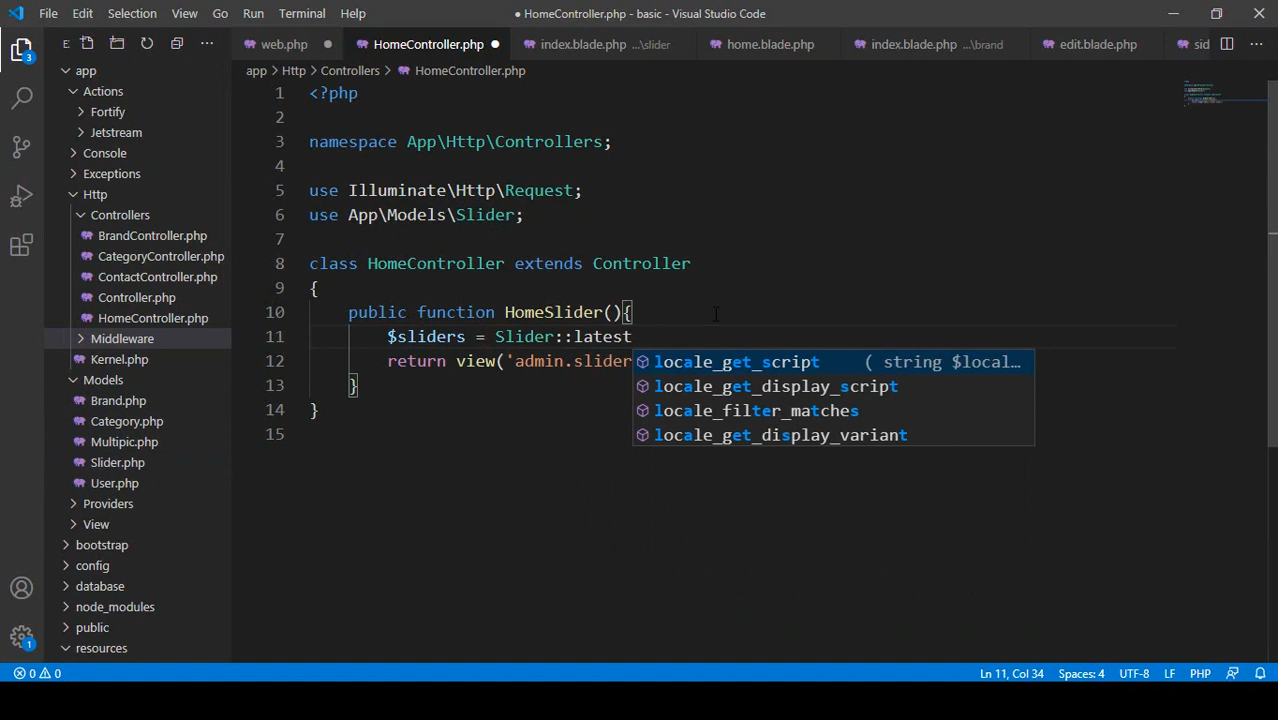 File Edit Selection View Go Run Terminal Help
● HomeController.php - basic - Visual Studio Code
E
web.php
HomeController.php
index.blade.php ...\slider
home.blade.php
index.blade.php ...\brand
edit.blade.php
sid
app > Http > Controllers > HomeController.php
app
Actions
Fortify
Jetstream
Console
Exceptions
Http
Controllers
BrandController.php
CategoryController.php
ContactController.php
Controller.php
HomeController.php
Middleware
Kernel.php
Models
Brand.php
Category.php
Multipic.php
Slider.php
User.php
Providers
View
bootstrap
config
database
node_modules
public
resources
3
1
1 <?php
2
3 namespace App\Http\Controllers;
4
5 use Illuminate\Http\Request;
6 use App\Models\Slider;
7
8 class HomeController extends Controller
9 {
10 public function HomeSlider(){
11 $sliders = Slider::latest
12 return view('admin.slider
13 }
14 }
15
locale_get_script ( string $local…
locale_get_display_script
locale_filter_matches
locale_get_display_variant
0 0
Ln 11, Col 34 Spaces: 4 UTF-8 LF PHP